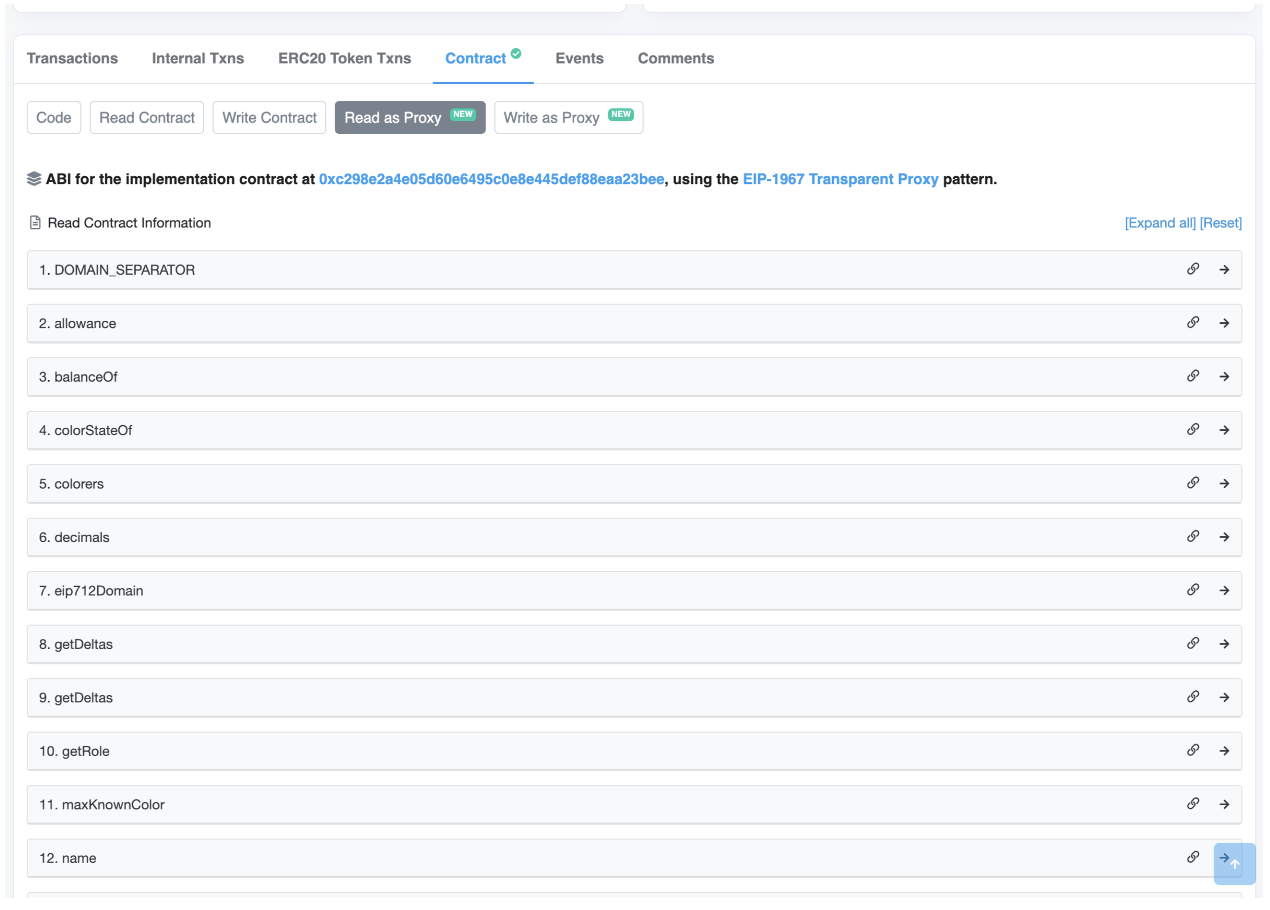 Transactions Internal Txns ERC20 Token Txns Contract Events Comments
Code Read Contract Write Contract Read as Proxy NEW Write as Proxy NEW
ABI for the implementation contract at 0xc298e2a4e05d60e6495c0e8e445def88eaa23bee, using the EIP-1967 Transparent Proxy pattern.
Read Contract Information [Expand all] [Reset]
1. DOMAIN_SEPARATOR
2. allowance
3. balanceOf
4. colorStateOf
5. colorers
6. decimals
7. eip712Domain
8. getDeltas
9. getDeltas
10. getRole
11. maxKnownColor
12. name